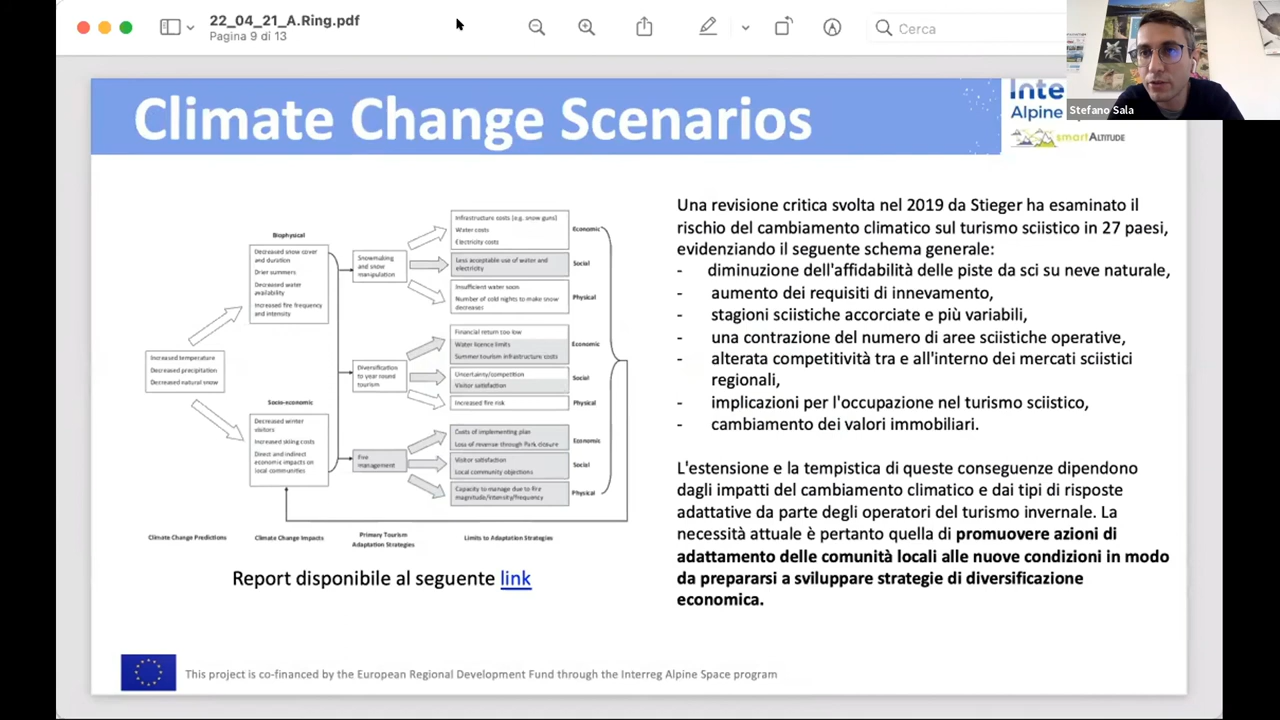 22_04_21_A.Ring.pdf
Pagina 9 di 13
Cerca
Stefano Sala
Climate Change Scenarios
Inte
Alpine
smartALTITUDE
Biophysical
Decreased snow cover
and duration
Drier summers
Decreased water
availability
Increased fire frequency
and intensity
Increased temperature
Decreased precipitation
Decreased natural snow
Socio-economic
Decreased winter
visitors
Increased skiing costs
Direct and indirect
economic impacts on
local communities
Snowmaking
and snow
manipulation
Diversification
to year round
tourism
Fire
management
Infrastructure costs (e.g. snow guns)
Water costs
Electricity costs
Economic
Less acceptable use of water and
electricity
Social
Insufficient water soon
Number of cold nights to make snow
decreases
Physical
Financial return too low
Water licence limits
Summer tourism infrastructure costs
Economic
Uncertainty/competition
Visitor satisfaction
Social
Increased fire risk
Physical
Costs of implementing plan
Loss of revenue through Park closure
Economic
Visitor satisfaction
Local community objections
Social
Capacity to manage due to fire
magnitude/intensity/frequency
Physical
Climate Change Predictions
Climate Change Impacts
Primary Tourism
Adaptation Strategies
Limits to Adaptation Strategies
Report disponibile al seguente link
Una revisione critica svolta nel 2019 da Stieger ha esaminato il
rischio del cambiamento climatico sul turismo sciistico in 27 paesi,
evidenziando il seguente schema generale:
- diminuzione dell'affidabilità delle piste da sci su neve naturale,
- aumento dei requisiti di innevamento,
- stagioni sciistiche accorciate e più variabili,
- una contrazione del numero di aree sciistiche operative,
- alterata competitività tra e all'interno dei mercati sciistici
regionali,
- implicazioni per l'occupazione nel turismo sciistico,
- cambiamento dei valori immobliari.
L'estensione e la tempistica di queste conseguenze dipendono
dagli impatti del cambiamento climatico e dai tipi di risposte
adattative da parte degli operatori del turismo invernale. La
necessità attuale è peranto quella di promuovere azioni di
adattamento delle comunità locali alle nuove condizioni in modo
da prepararsi a sviluppare strategie di diversificazione
economica.
This project is co-financed by the European Regional Development Fund through the Interreg Alpine Space program